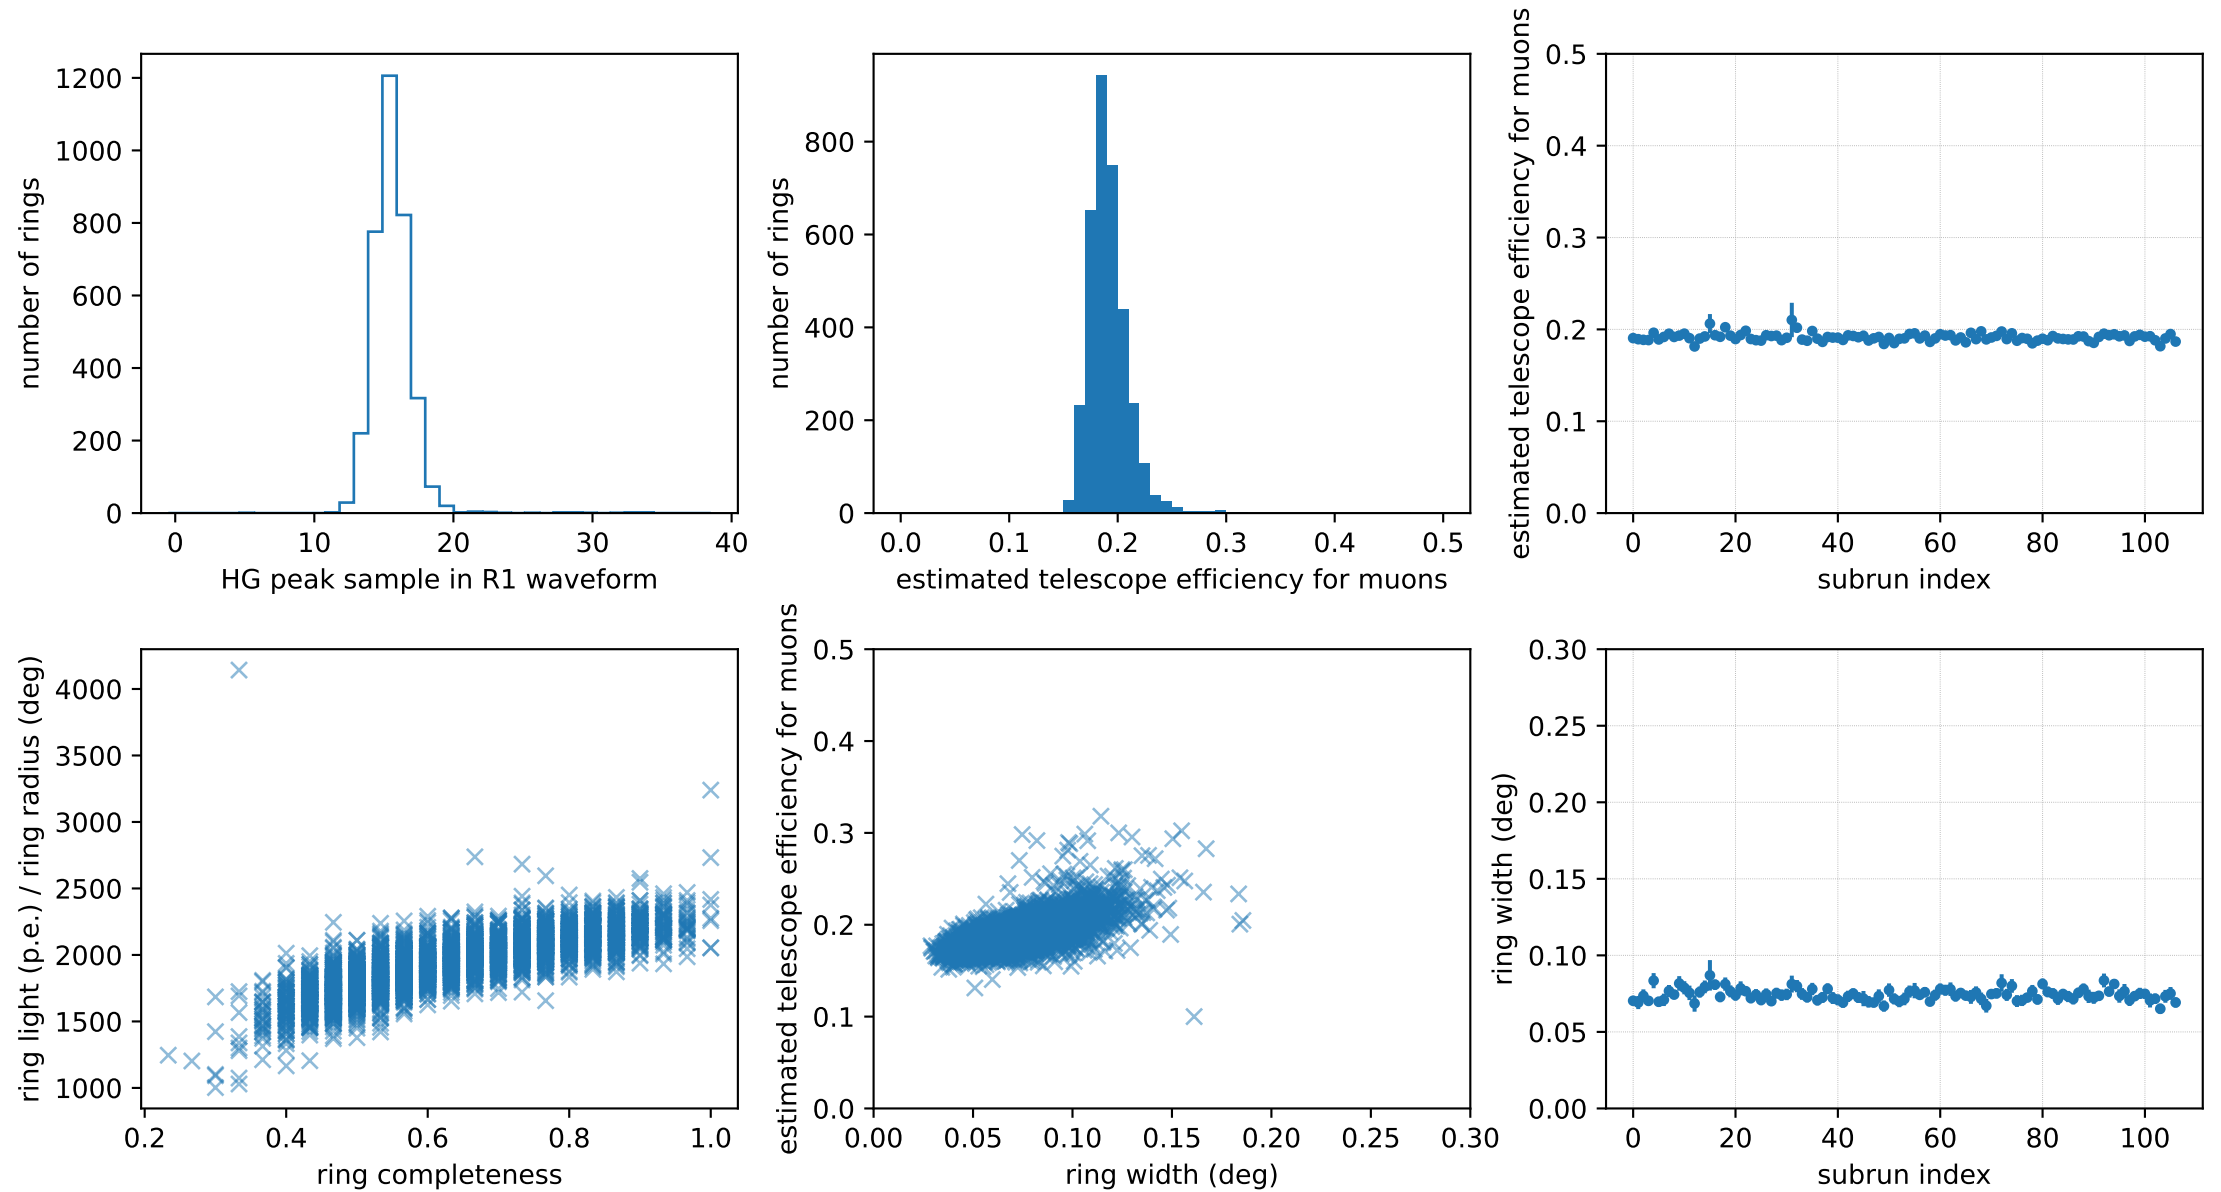 1200
1000
800
600
400
200
0
number of rings
0 10 20 30 40
HG peak sample in R1 waveform
800
600
400
200
0
number of rings
0.0 0.1 0.2 0.3 0.4 0.5
estimated telescope efficiency for muons
0.5
0.4
0.3
0.2
0.1
0.0
estimated telescope efficiency for muons
0 20 40 60 80 100
subrun index
4000
3500
3000
2500
2000
1500
1000
ring light (p.e.) / ring radius (deg)
0.2 0.4 0.6 0.8 1.0
ring completeness
0.5
0.4
0.3
0.2
0.1
0.0
estimated telescope efficiency for muons
0.00 0.05 0.10 0.15 0.20 0.25 0.30
ring width (deg)
0.30
0.25
0.20
0.15
0.10
0.05
0.00
ring width (deg)
0 20 40 60 80 100
subrun index